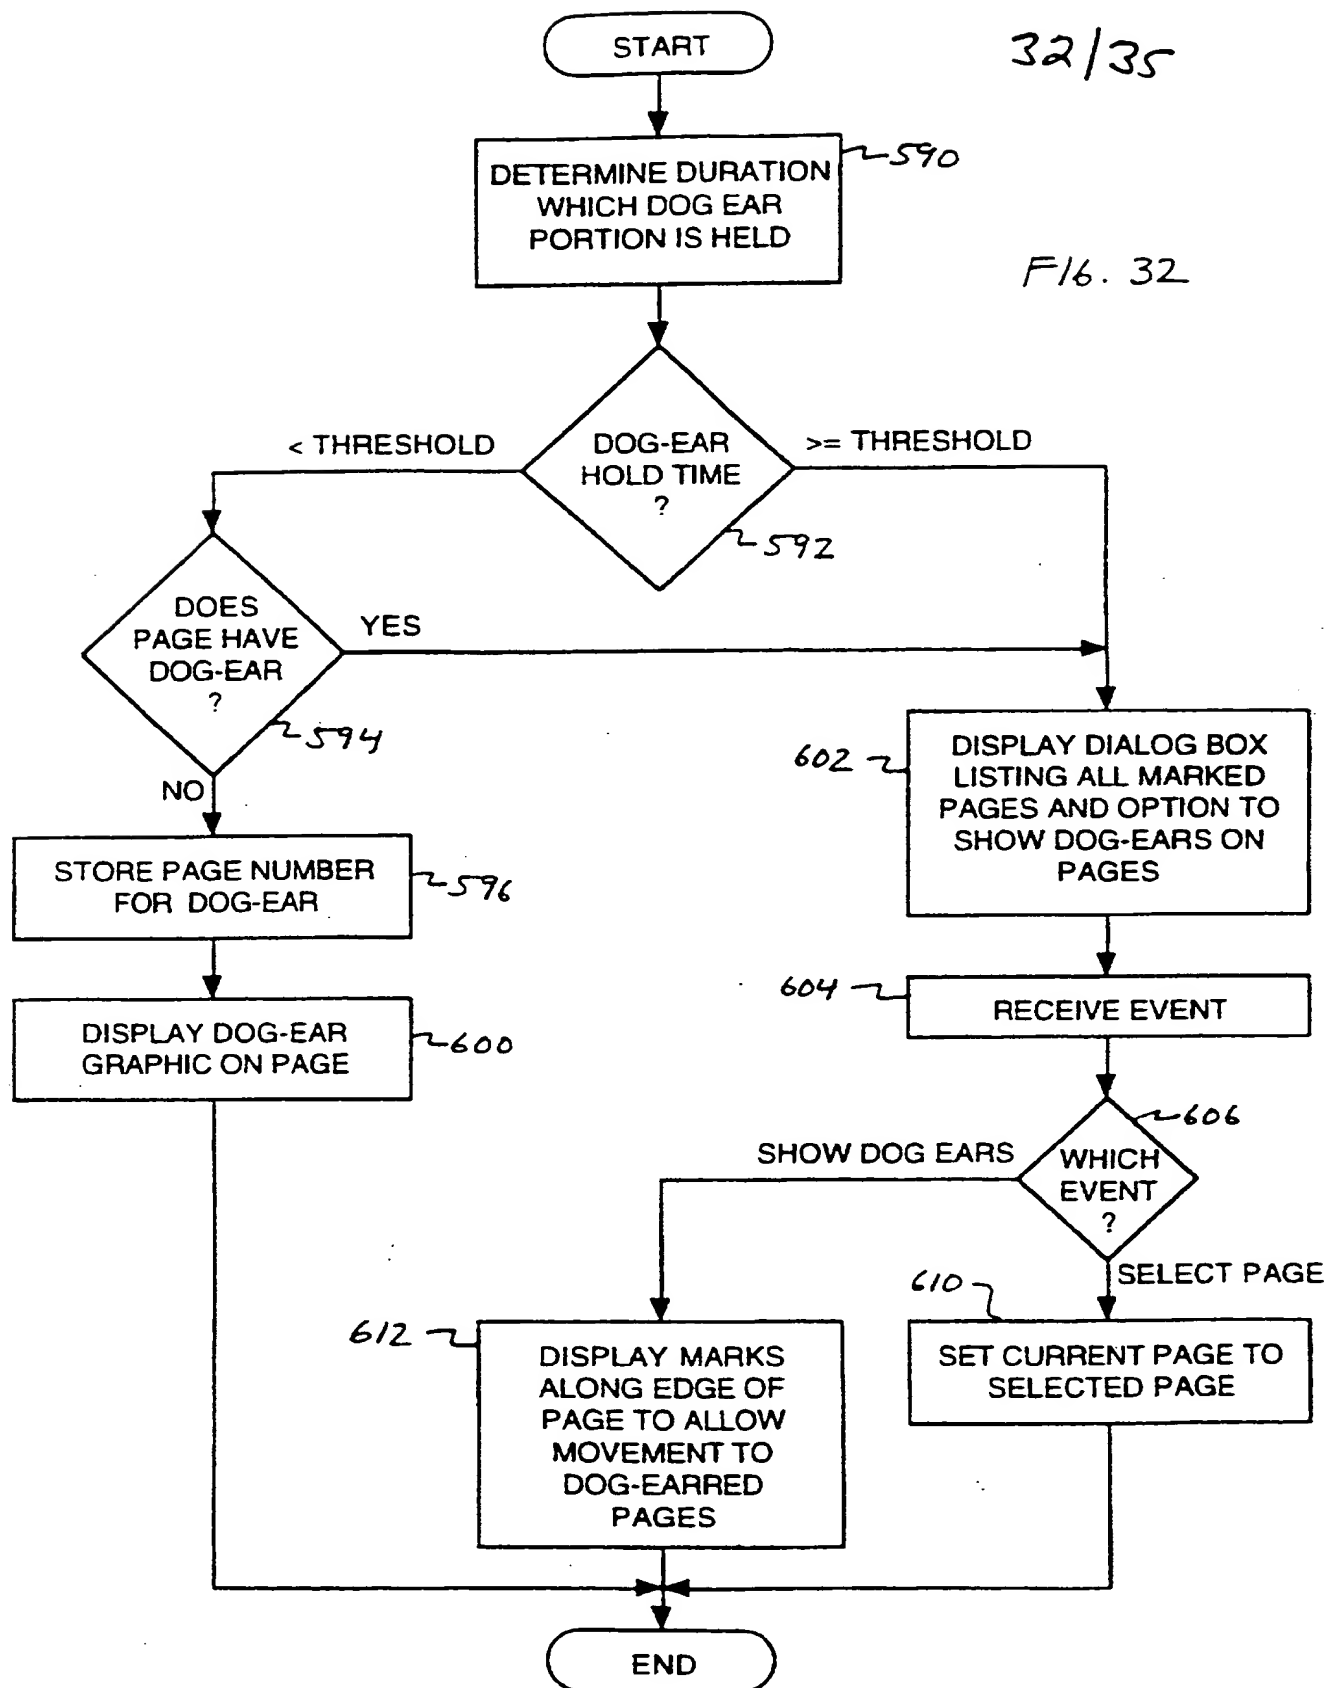 START
32/35
590
DETERMINE DURATION
WHICH DOG EAR
PORTION IS HELD
FIG. 32
< THRESHOLD
DOG-EAR
HOLD TIME
?
>= THRESHOLD
592
DOES
PAGE HAVE
DOG-EAR
?
YES
594
NO
602
DISPLAY DIALOG BOX
LISTING ALL MARKED
PAGES AND OPTION TO
SHOW DOG-EARS ON
PAGES
STORE PAGE NUMBER
FOR DOG-EAR
596
604
RECEIVE EVENT
DISPLAY DOG-EAR
GRAPHIC ON PAGE
600
606
SHOW DOG EARS
WHICH
EVENT
?
SELECT PAGE
610
612
DISPLAY MARKS
ALONG EDGE OF
PAGE TO ALLOW
MOVEMENT TO
DOG-EARRED
PAGES
SET CURRENT PAGE TO
SELECTED PAGE
END